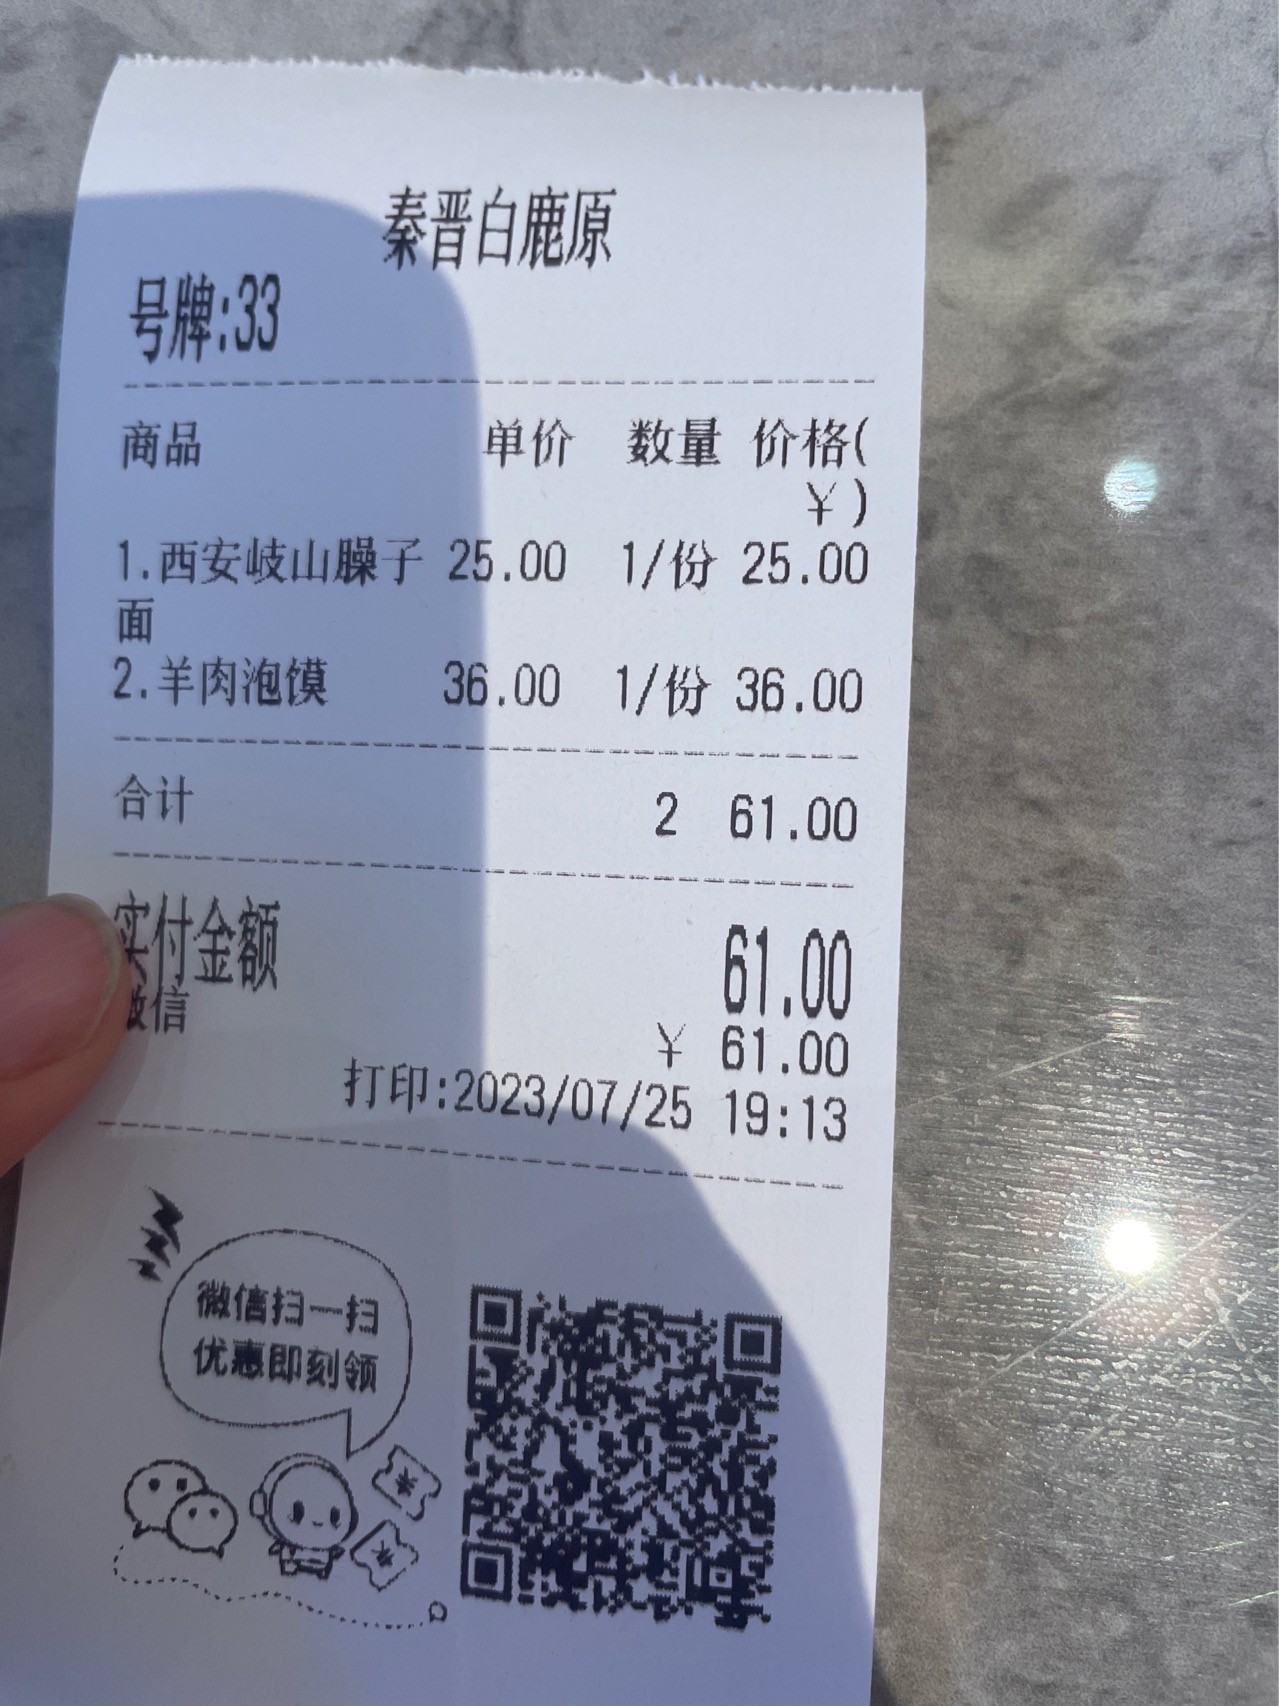 秦晋白鹿原
号牌:33
商品 单价 数量 价格(
¥)
1.西安岐山臊子 25.00 1/份 25.00
面
2.羊肉泡馍 36.00 1/份 36.00
合计 2 61.00
实付金额 61.00
微信
¥ 61.00
打印:2023/07/25 19:13
微信扫一扫
优惠即刻领